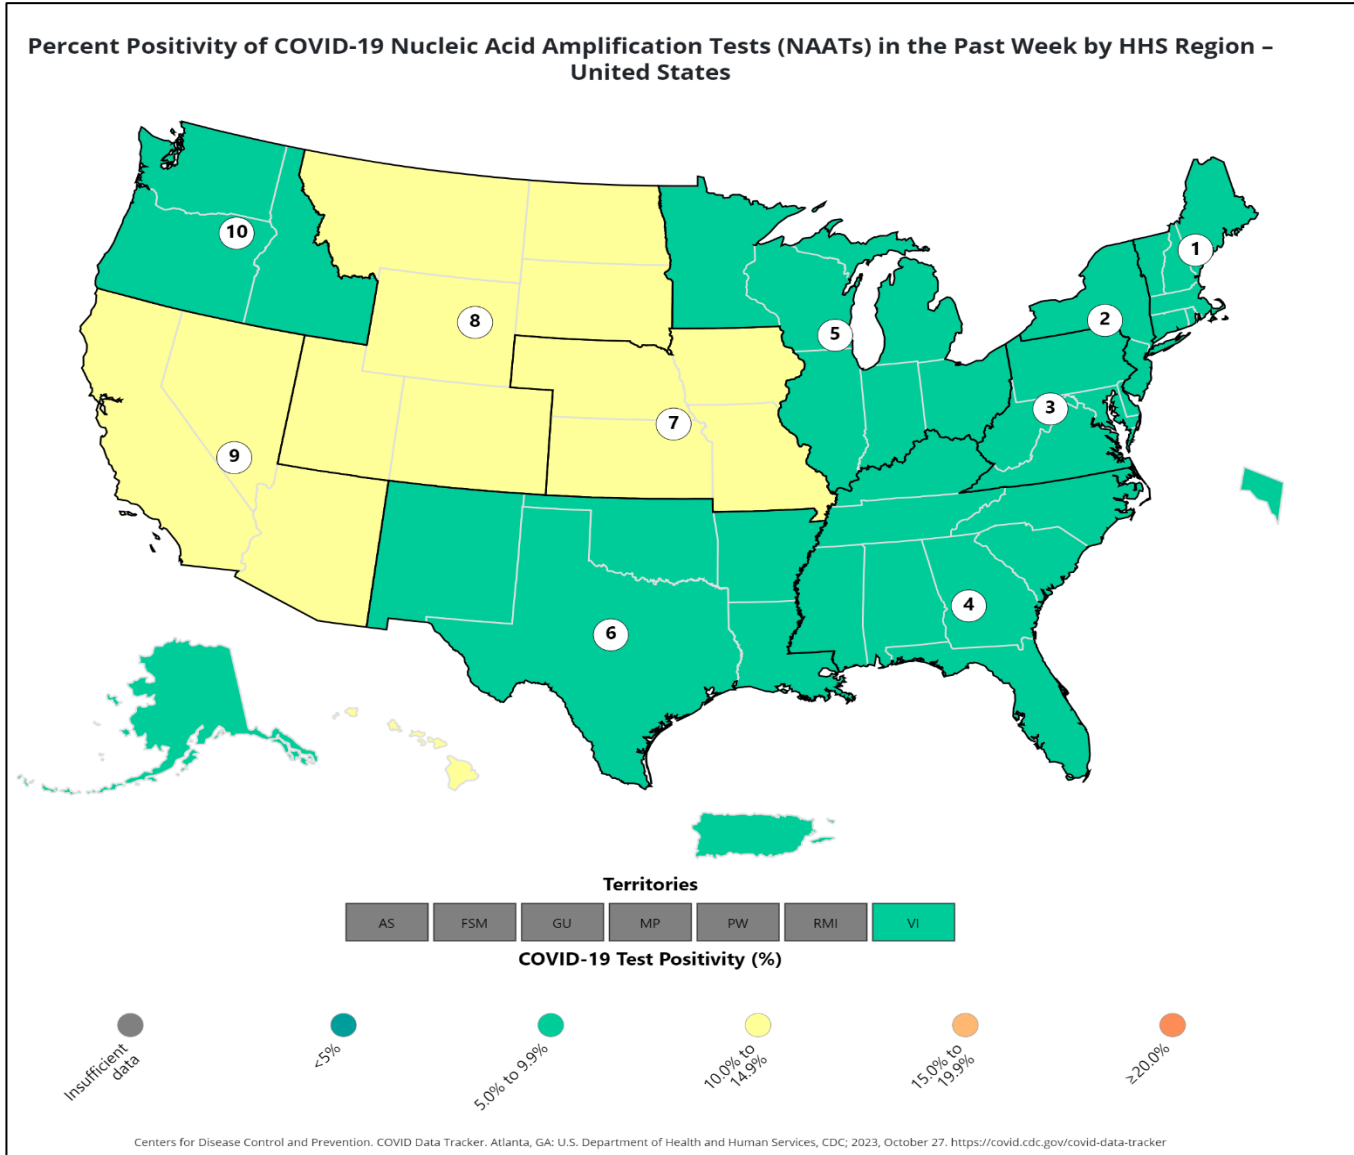 Percent Positivity of COVID-19 Nucleic Acid Amplification Tests (NAATs) in the Past Week by HHS Region –
United States
10
1
8
2
5
3
7
9
4
6
Territories
AS FSM GU MP PW RMI VI
COVID-19 Test Positivity (%)
Insufficient
data
<5%
5.0% to 9.9%
10.0% to
14.9%
15.0% to
19.9%
≥20.0%
Centers for Disease Control and Prevention. COVID Data Tracker. Atlanta, GA: U.S. Department of Health and Human Services, CDC; 2023, October 27. https://covid.cdc.gov/covid-data-tracker